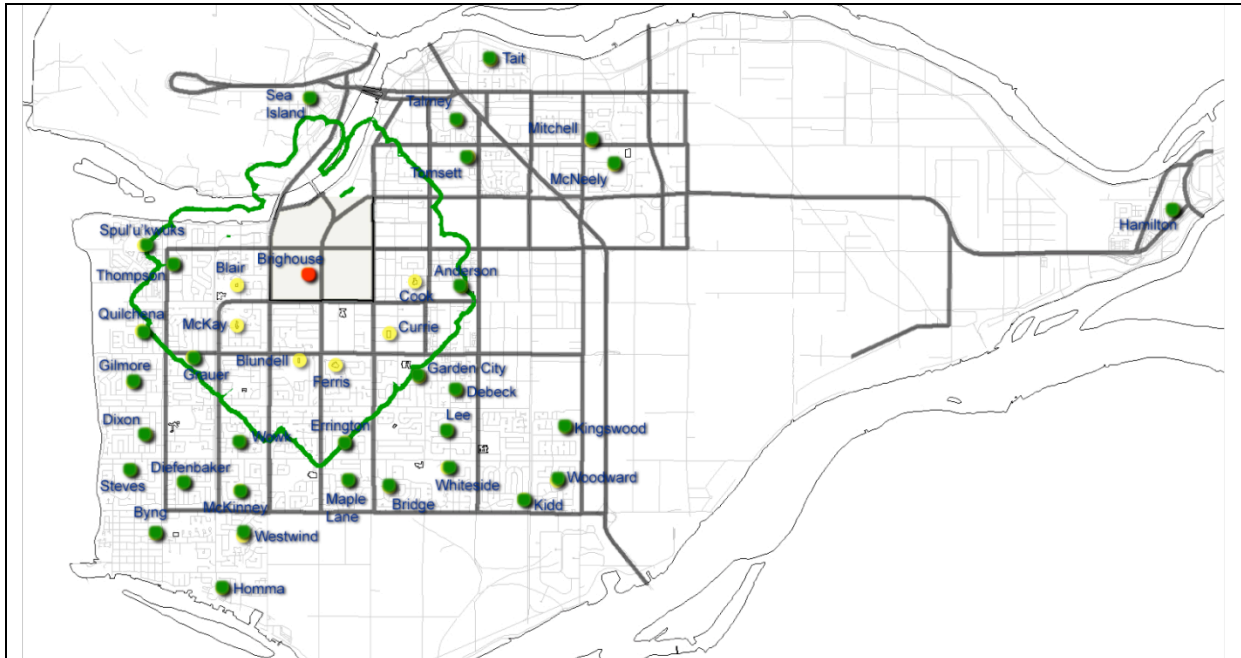 Tait
Sea
Island
Talmey
Mitchell
Tomsett
McNeely
Hamilton
Spul'u'kwuks
Brighouse
Thompson
Blair
Anderson
Cook
Quilchena
McKay
Currie
Gilmore
Grauer
Blundell
Ferris
Garden City
Debeck
Dixon
Wowk
Errington
Lee
Kingswood
Steves
Diefenbaker
McKinney
Maple
Lane
Bridge
Whiteside
Woodward
Kidd
Byng
Westwind
Homma